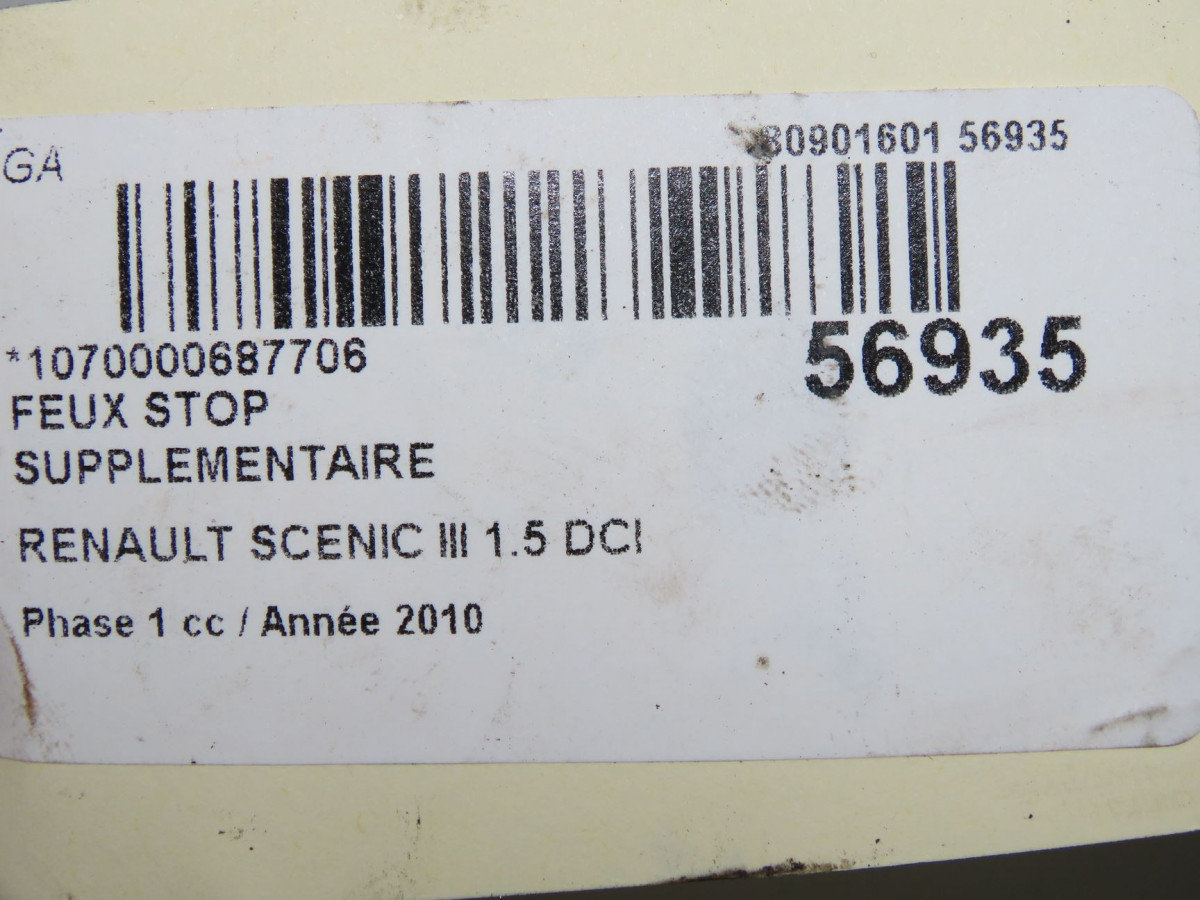 GA
80901601 56935
*1070000687706
56935
FEUX STOP
SUPPLEMENTAIRE
RENAULT SCENIC III 1.5 DCI
Phase 1 cc / Année 2010